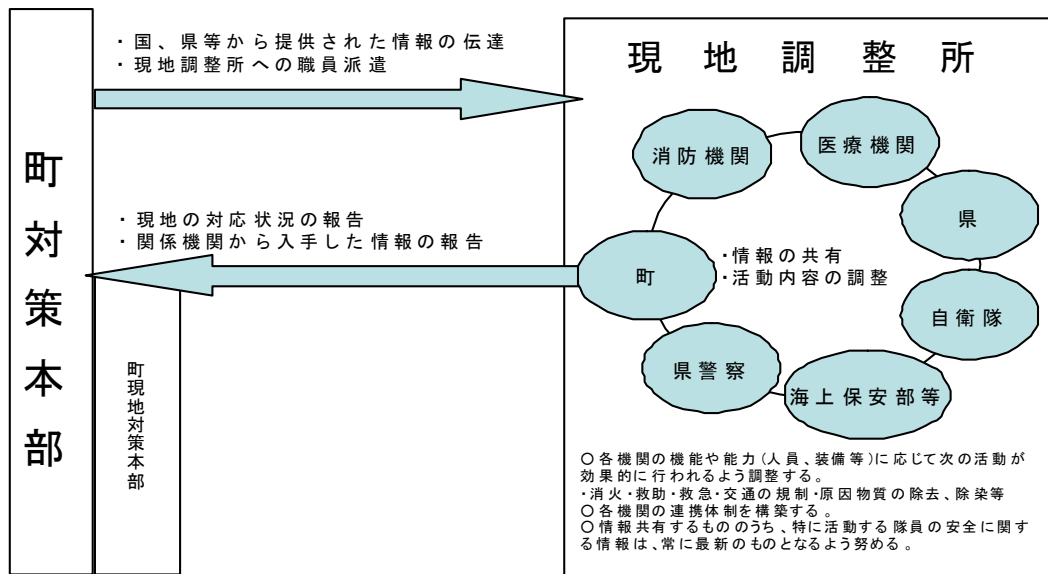 町対策本部
・国、県等から提供された情報の伝達
・現地調整所への職員派遣
・現地の対応状況の報告
・関係機関から入手した情報の報告
町現地対策本部
現地調整所
消防機関
医療機関
県
自衛隊
海上保安部等
県警察
町
・情報の共有
・活動内容の調整
○各機関の機能や能力(人員、装備等)に応じて次の活動が
効果的に行われるよう調整する。
・消火・救助・救急・交通の規制・原因物質の除去、除染等
○各機関の連携体制を構築する。
○情報共有するもののうち、特に活動する隊員の安全に関す
る情報は、常に最新のものとなるよう努める。